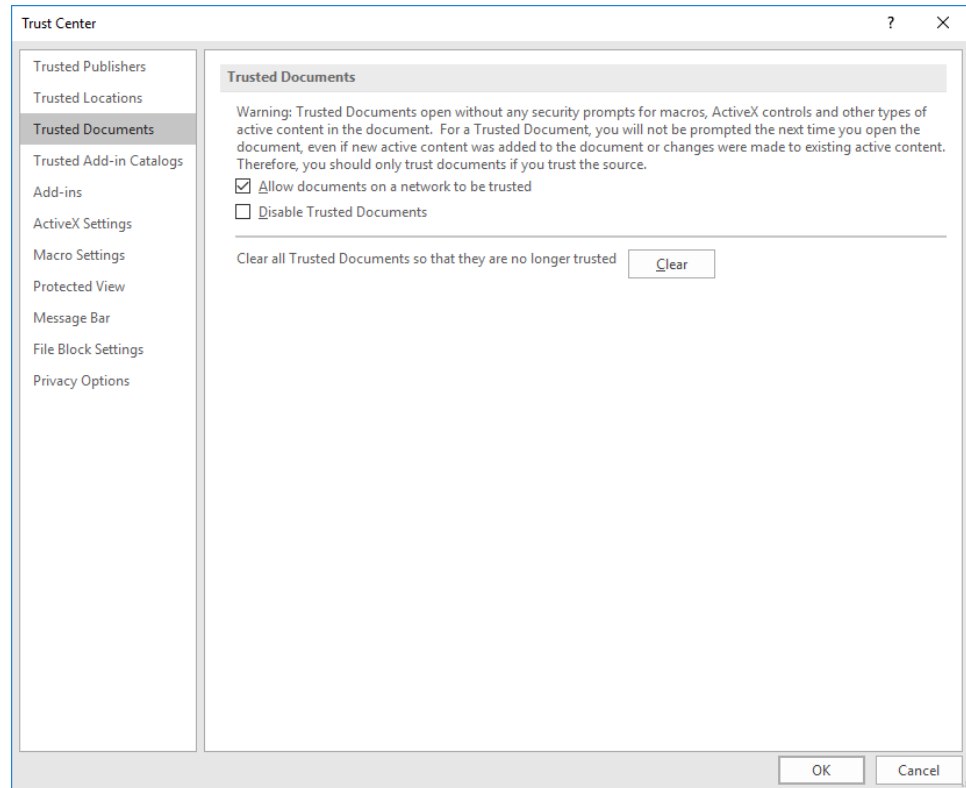 Trust Center
?
Trusted Publishers
Trusted Locations
Trusted Documents
Trusted Add-in Catalogs
Add-ins
ActiveX Settings
Macro Settings
Protected View
Message Bar
File Block Settings
Privacy Options
Trusted Documents
Warning: Trusted Documents open without any security prompts for macros, ActiveX controls and other types of
active content in the document.  For a Trusted Document, you will not be prompted the next time you open the
document, even if new active content was added to the document or changes were made to existing active content.
Therefore, you should only trust documents if you trust the source.
Allow documents on a network to be trusted
Disable Trusted Documents
Clear all Trusted Documents so that they are no longer trusted
Clear
OK
Cancel